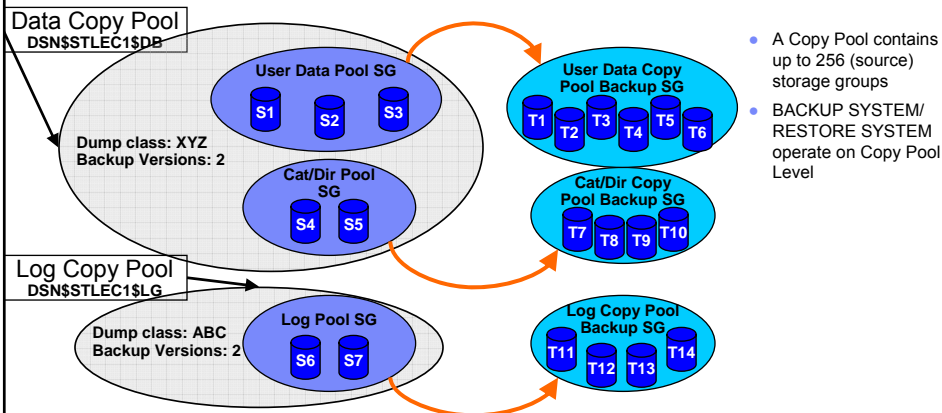 Data Copy Pool
DSN$STLEC1$DB
User Data Pool SG
S1
S2
S3
Dump class: XYZ
Backup Versions: 2
Cat/Dir Pool
SG
S4
S5
User Data Copy
Pool Backup SG
T1
T2
T3
T4
T5
T6
Cat/Dir Copy
Pool Backup SG
T7
T8
T9
T10
Log Copy Pool
DSN$STLEC1$LG
Dump class: ABC
Backup Versions: 2
Log Pool SG
S6
S7
Log Copy Pool
Backup SG
T11
T12
T13
T14
A Copy Pool contains
up to 256 (source)
storage groups
BACKUP SYSTEM/
RESTORE SYSTEM
operate on Copy Pool
Level